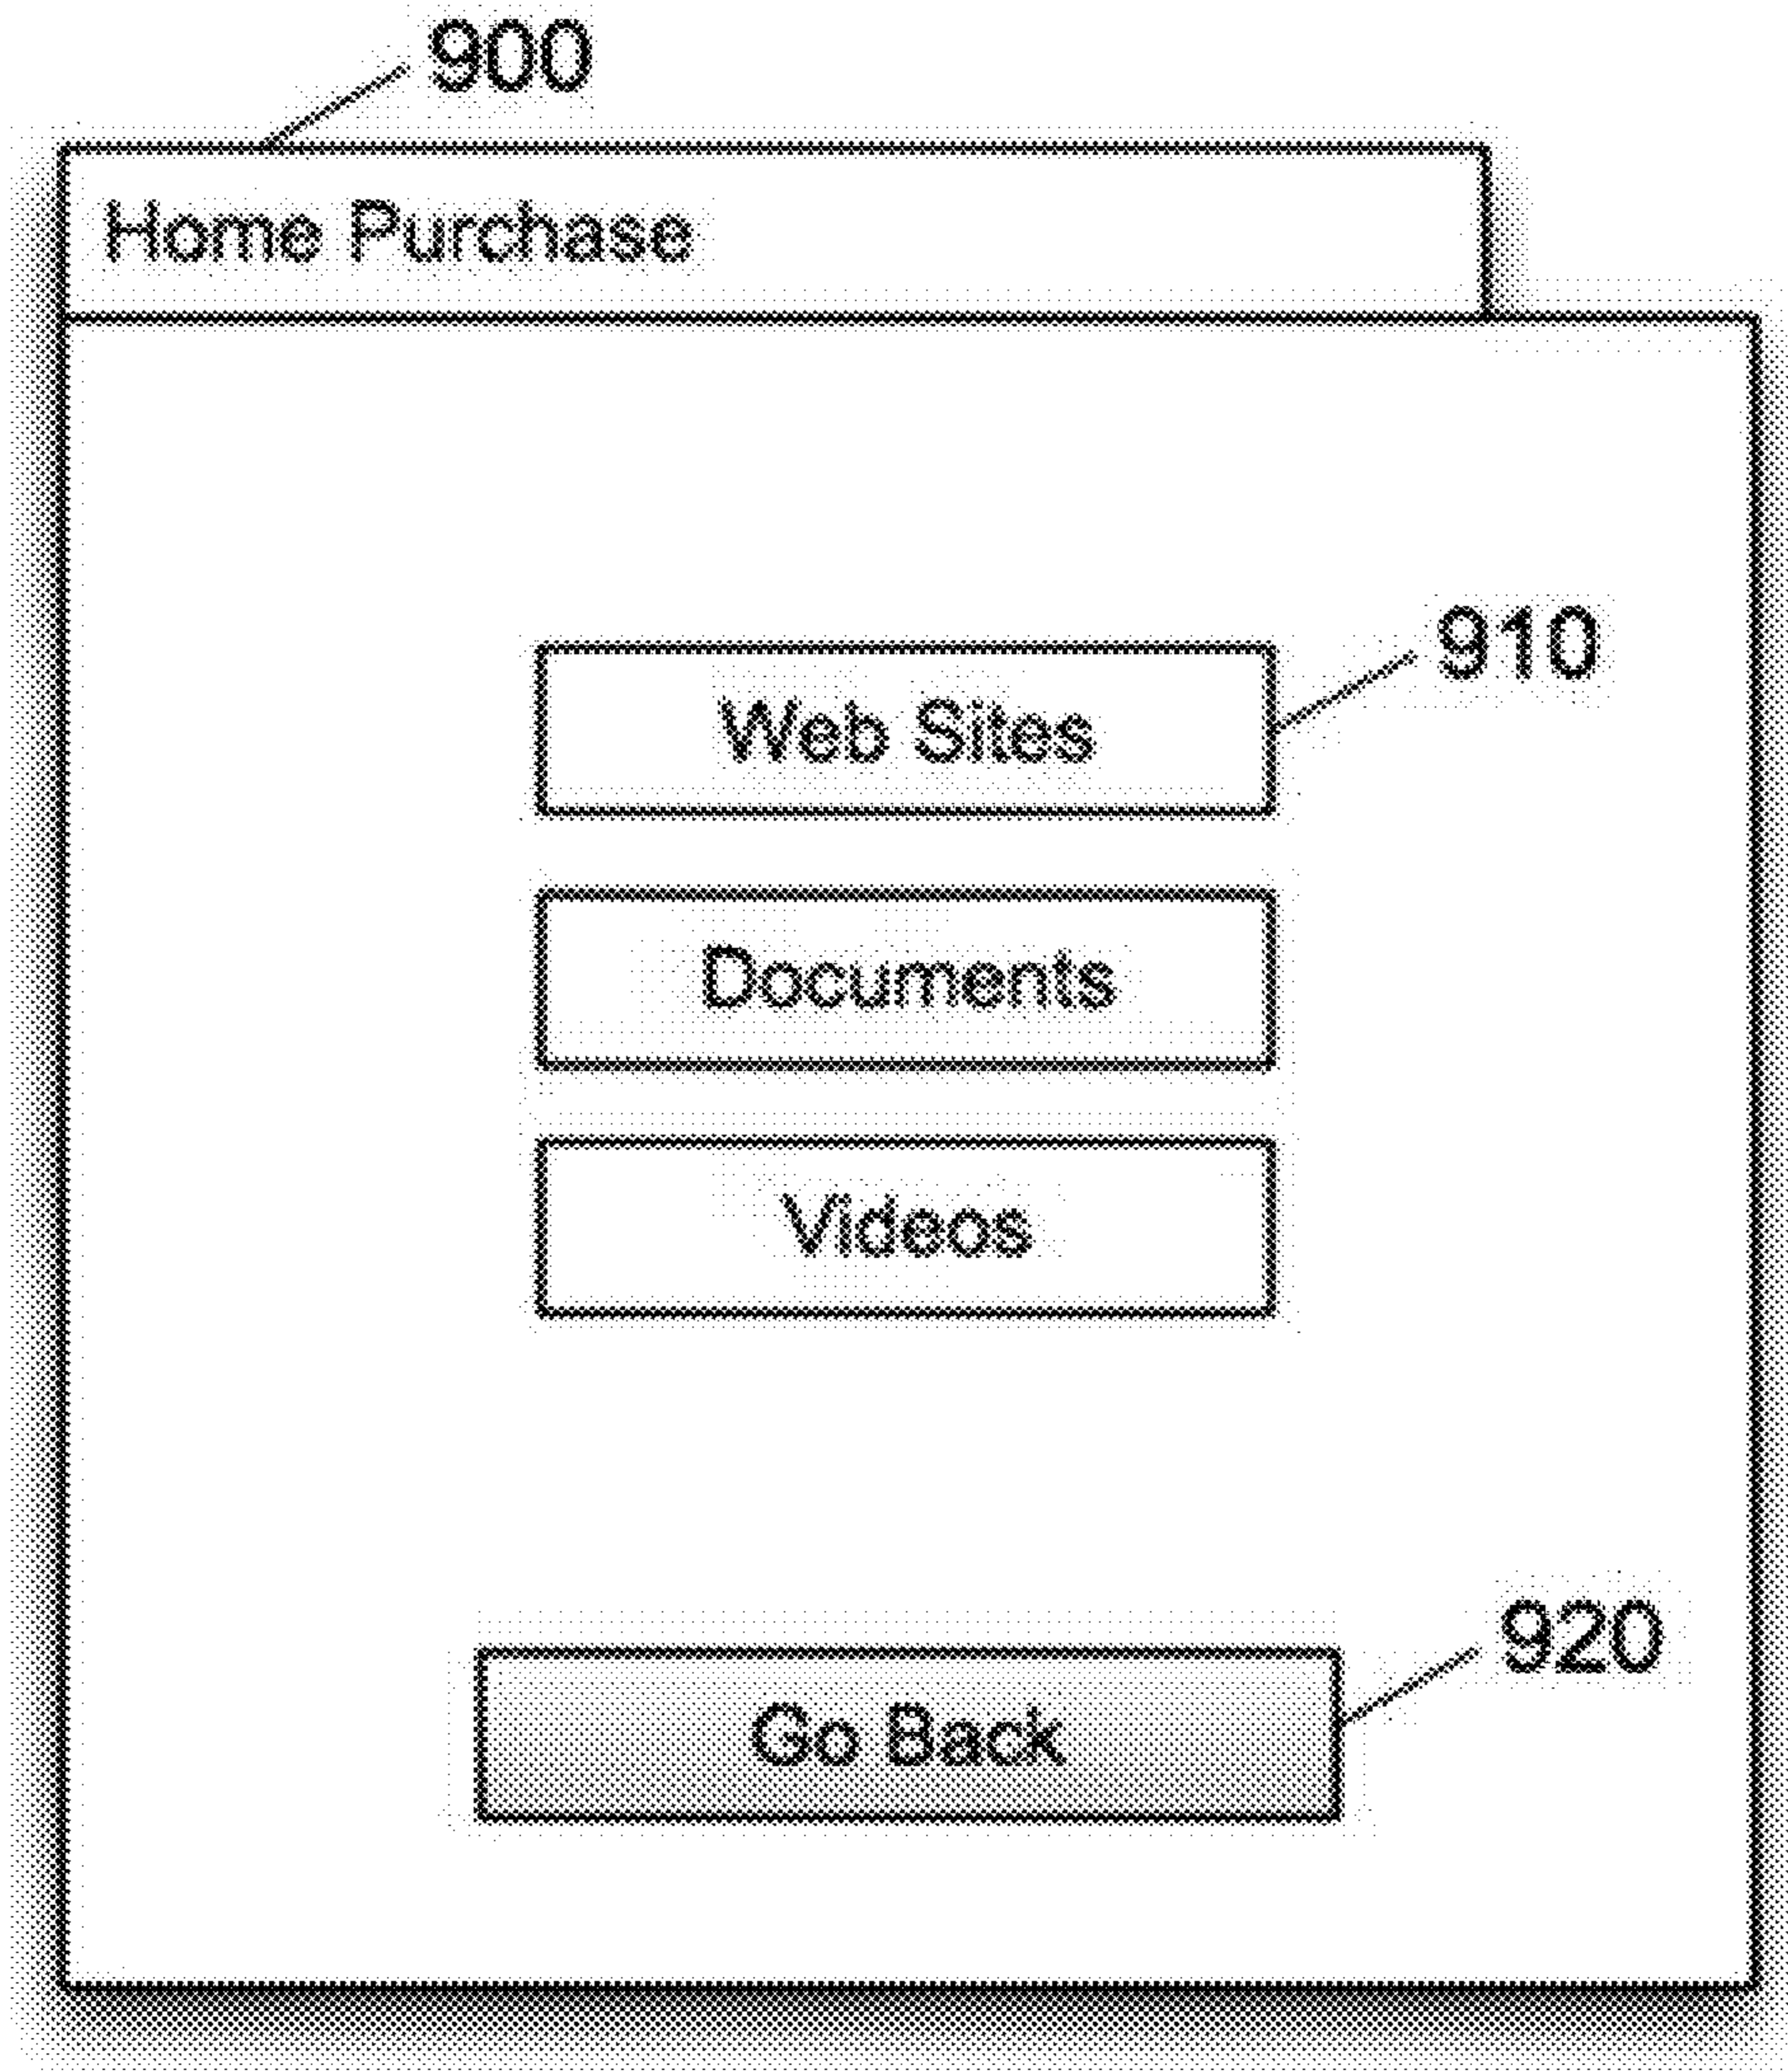 900
Home Purchase
910
Web Sites
Documents
Videos
920
Go Back